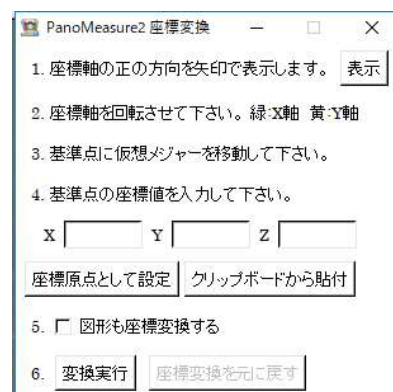 PanoMeasure2 座標変換
1. 座標軸の正の方向を矢印で表示します。 表示
2. 座標軸を回転させて下さい。緑:X軸 黄:Y軸
3. 基準点に仮想メジャーを移動して下さい。
4. 基準点の座標値を入力して下さい。
X Y Z
座標原点として設定 クリップボードから貼付
5. 図形も座標変換する
6. 変換実行 座標変換を元に戻す